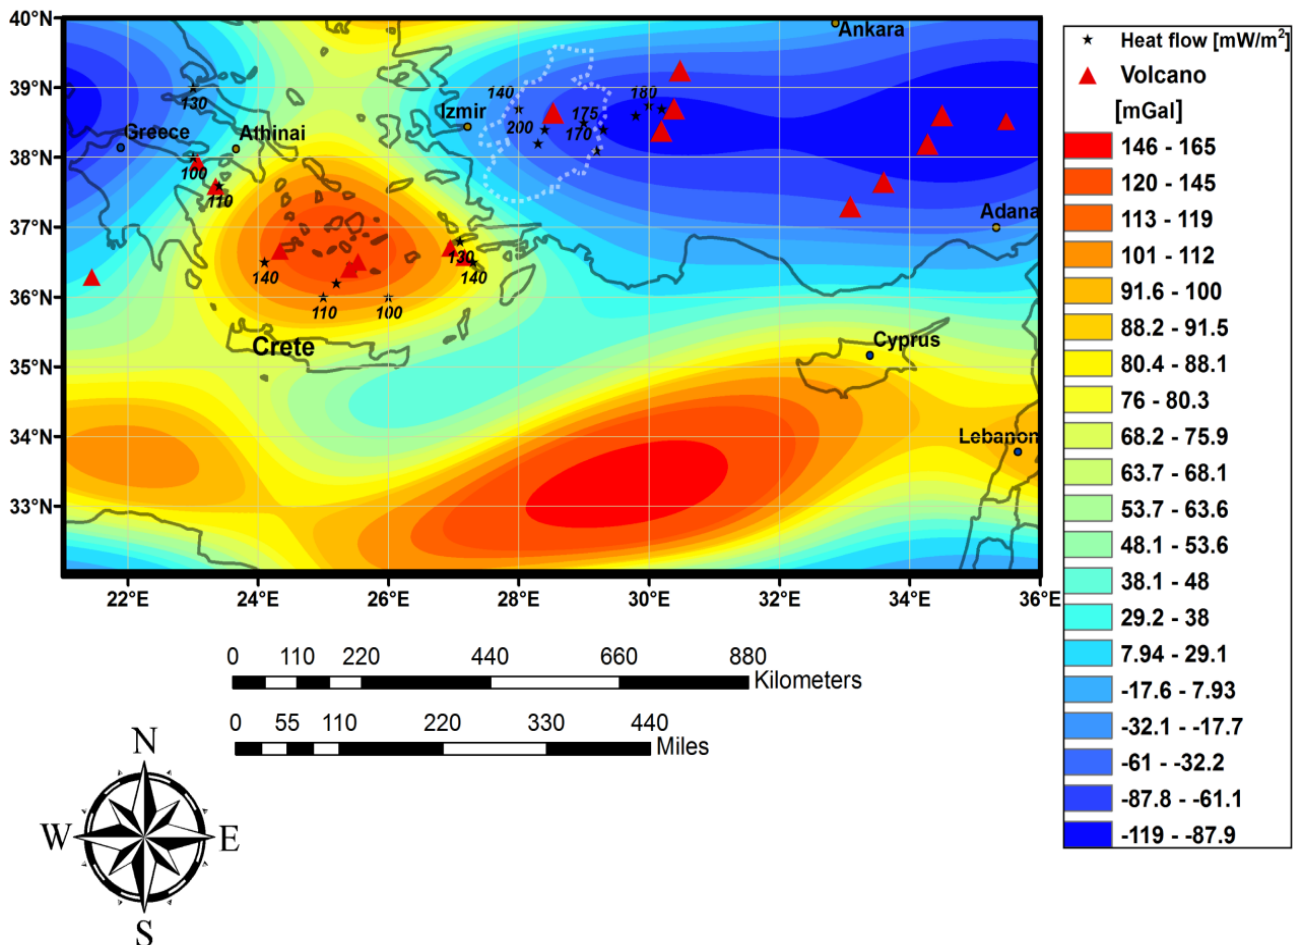 40°N
39°N
38°N
37°N
36°N
35°N
34°N
33°N
Ankara
130
140
180
Izmir
175
200
170
Greece
Athinai
100
110
Adana
140
130
140
110
100
Crete
Cyprus
Lebanon
22°E
24°E
26°E
28°E
30°E
32°E
34°E
36°E
Heat flow [mW/m²]
Volcano
[mGal]
146 - 165
120 - 145
113 - 119
101 - 112
91.6 - 100
88.2 - 91.5
80.4 - 88.1
76 - 80.3
68.2 - 75.9
63.7 - 68.1
53.7 - 63.6
48.1 - 53.6
38.1 - 48
29.2 - 38
7.94 - 29.1
-17.6 - 7.93
-32.1 - -17.7
-61 - -32.2
-87.8 - -61.1
-119 - -87.9
0 110 220 440 660 880
Kilometers
0 55 110 220 330 440
Miles
N
W E
S